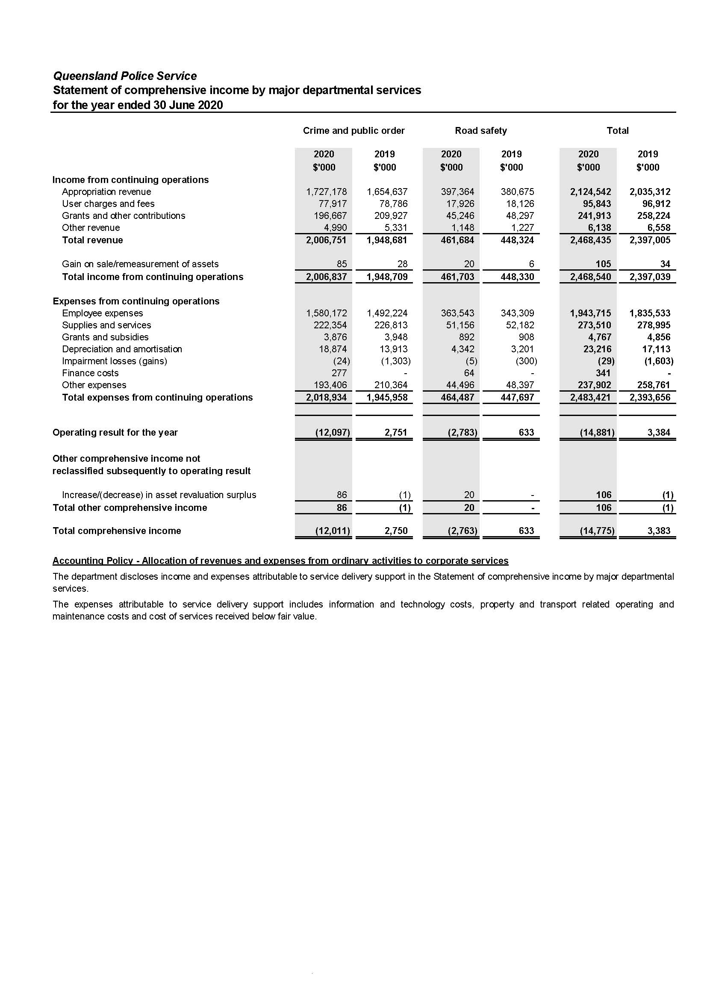 Queensland Police Service
Statement of comprehensive income by major departmental services
for the year ended 30 June 2020
Crime and public order Road safety Total
2020 2019 2020 2019 2020 2019
$'000 $'000 $'000 $'000 $'000 $'000
Income from continuing operations
Appropriation revenue 1,727,178 1,654,637 397,364 380,675 2,124,542 2,035,312
User charges and fees 77,917 78,786 17,926 18,126 95,843 96,912
Grants and other contributions 196,667 209,927 45,246 48,297 241,913 258,224
Other revenue 4,990 5,331 1,148 1,227 6,138 6,558
Total revenue 2,006,751 1,948,681 461,684 448,324 2,468,435 2,397,005
Gain on sale/remeasurement of assets 85 28 20 6 105 34
Total income from continuing operations 2,006,837 1,948,709 461,703 448,330 2,468,540 2,397,039
Expenses from continuing operations
Employee expenses 1,580,172 1,492,224 363,543 343,309 1,943,715 1,835,533
Supplies and services 222,354 226,813 51,156 52,182 273,510 278,995
Grants and subsidies 3,876 3,948 892 908 4,767 4,856
Depreciation and amortisation 18,874 13,913 4,342 3,201 23,216 17,113
Impairment losses (gains) (24) (1,303) (5) (300) (29) (1,603)
Finance costs 277 - 64 - 341 -
Other expenses 193,406 210,364 44,496 48,397 237,902 258,761
Total expenses from continuing operations 2,018,934 1,945,958 464,487 447,697 2,483,421 2,393,656
Operating result for the year (12,097) 2,751 (2,783) 633 (14,881) 3,384
Other comprehensive income not
reclassified subsequently to operating result
Increase/(decrease) in asset revaluation surplus 86 (1) 20 - 106 (1)
Total other comprehensive income 86 (1) 20 - 106 (1)
Total comprehensive income (12,011) 2,750 (2,763) 633 (14,775) 3,383
Accounting Policy - Allocation of revenues and expenses from ordinary activities to corporate services
The department discloses income and expenses attributable to service delivery support in the Statement of comprehensive income by major departmental
services.
The expenses attributable to service delivery support includes information and technology costs, property and transport related operating and
maintenance costs and cost of services received below fair value.